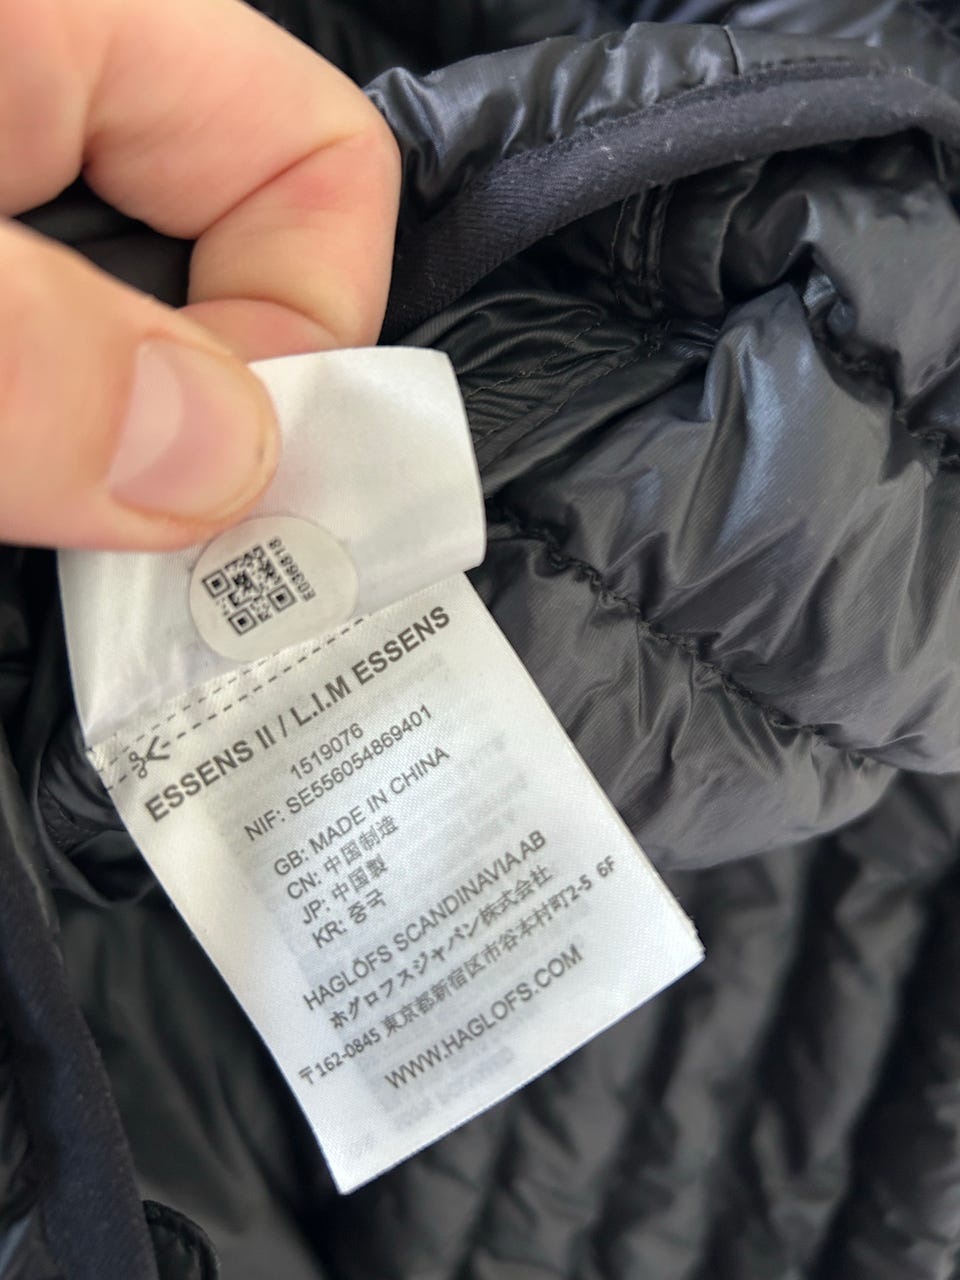 E0364818
ESSENS II / L.I.M ESSENS
1519076
NIF: SE556054869401
GB: MADE IN CHINA
CN: 中国制造
JP: 中国製
KR: 중국
HAGLÖFS SCANDINAVIA AB
ホグロフスジャパン株式会社
〒162-0845 東京都新宿区市谷本村町2-5 6F
WWW.HAGLOFS.COM